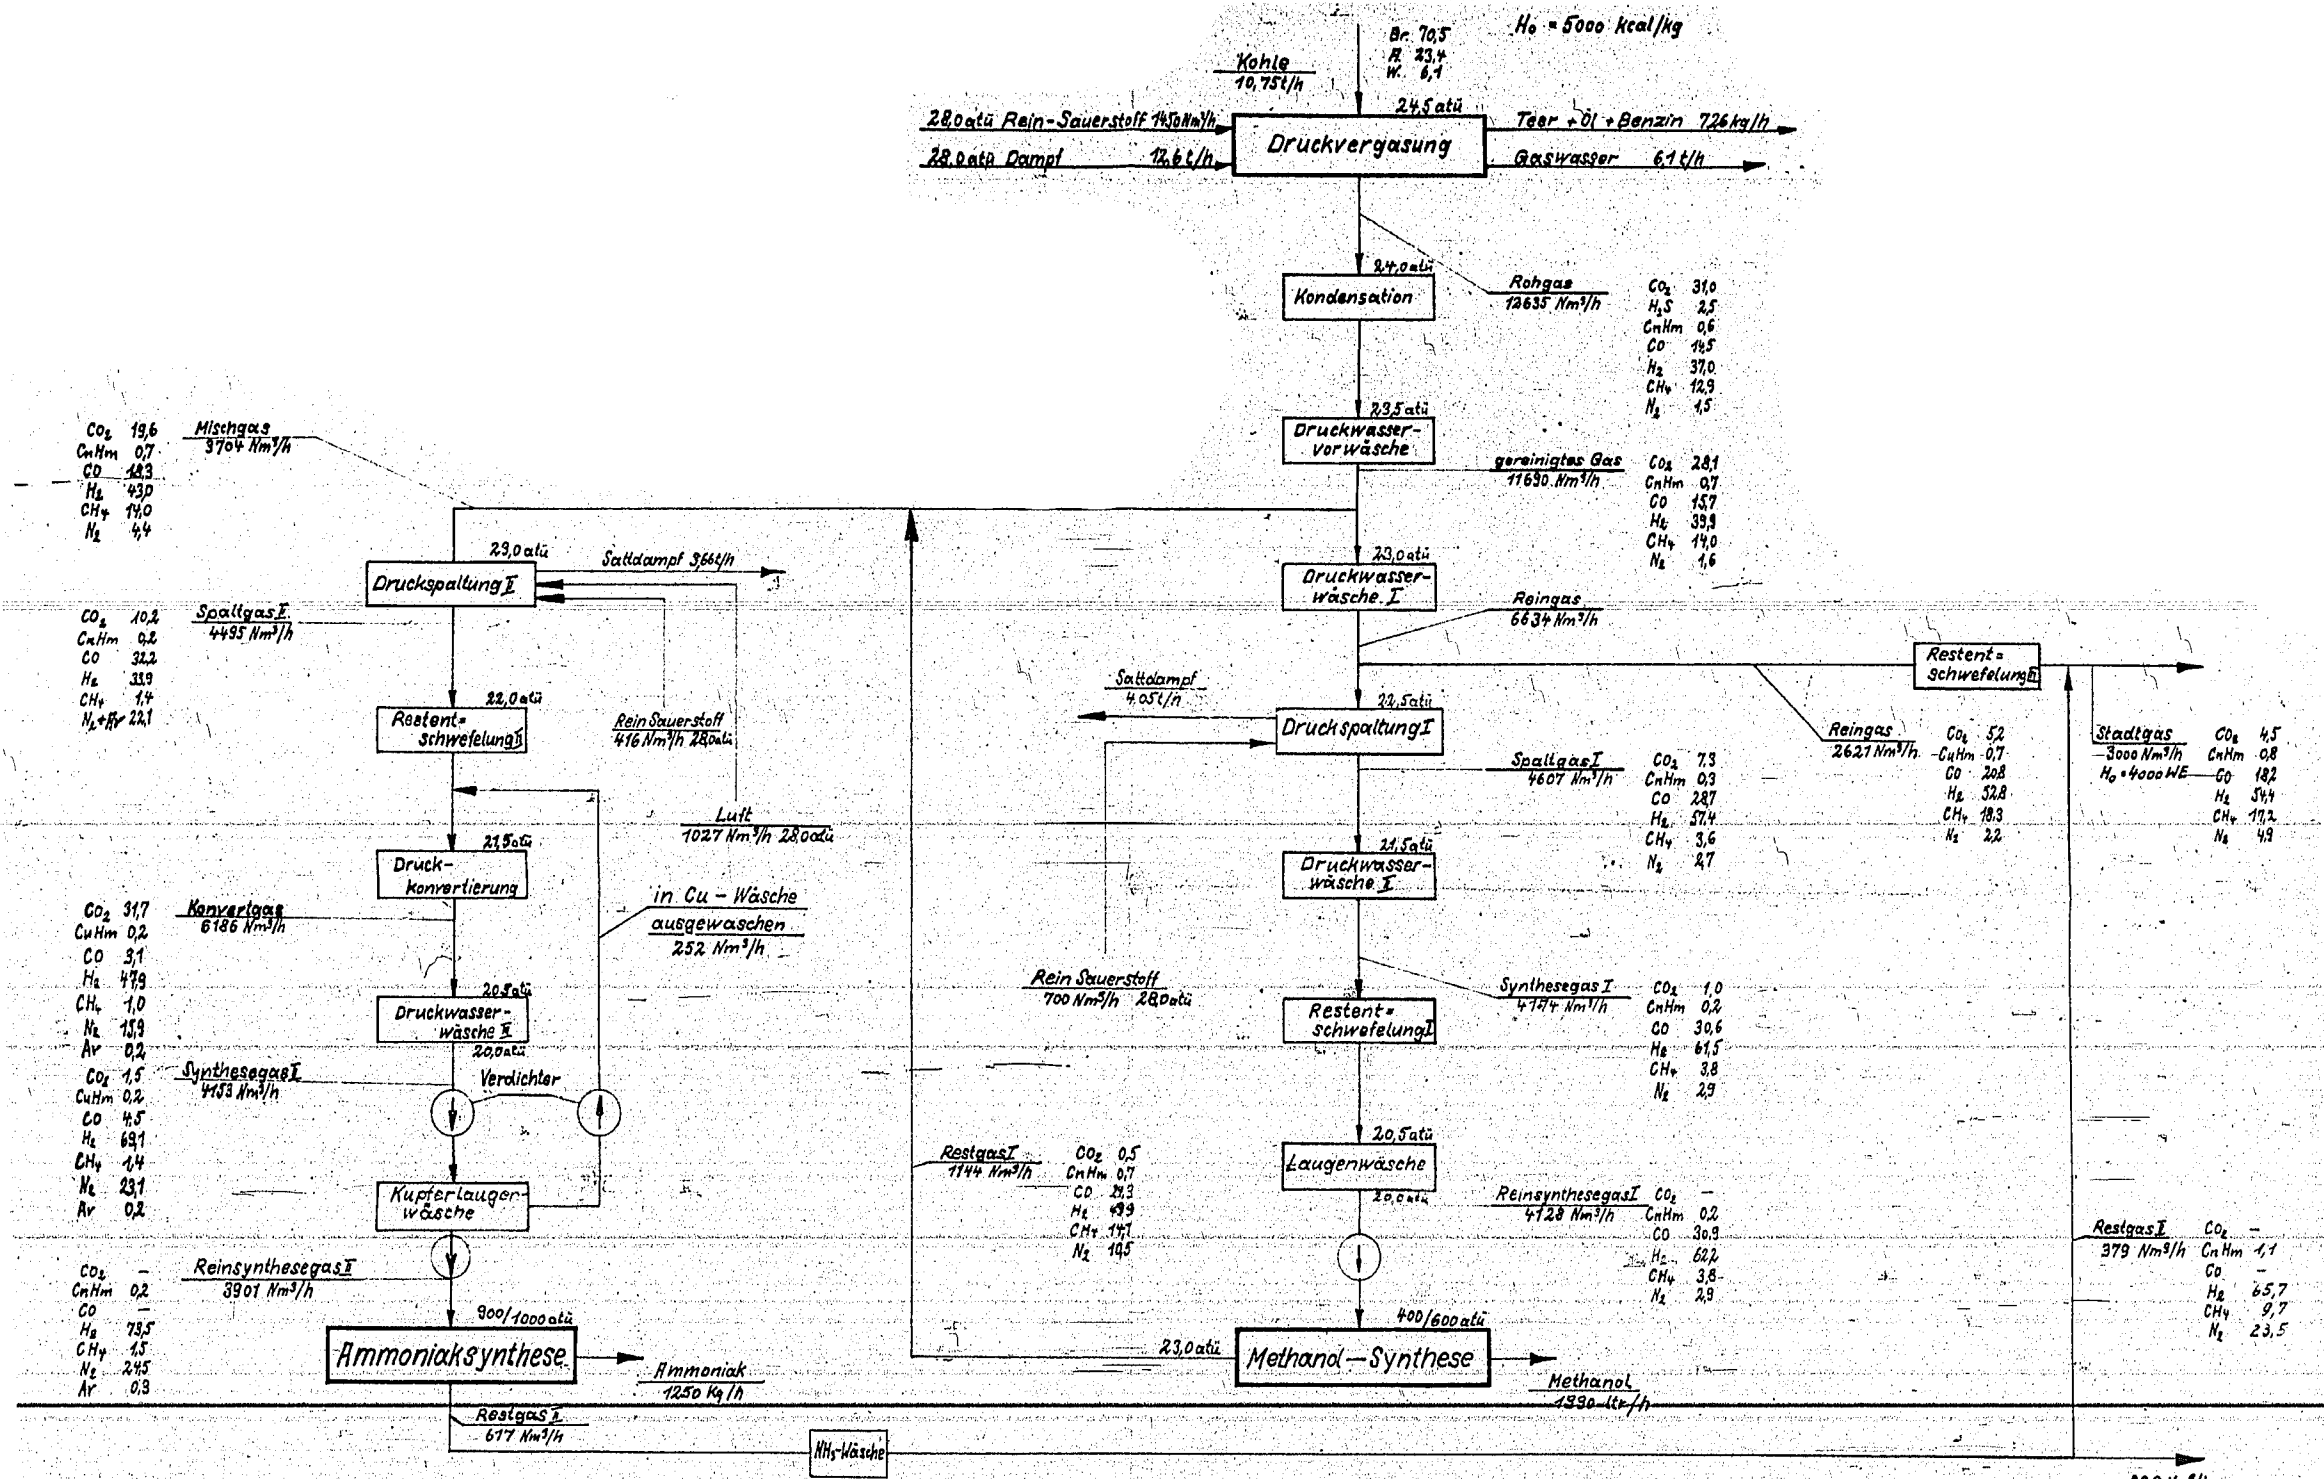 Br. 70,5
A. 23,4
W. 6,1
H₀ = 5000 kcal/kg
Kohle
10,75 t/h
24,5 atü
28,0 atü Rein-Sauerstoff 1450 Nm³/h
28,0 atü Dampf 12,6 t/h
Druckvergasung
Teer + Öl + Benzin 726 kg/h
Gaswasser 6,1 t/h
24,0 atü
Kondensation
Rohgas
12635 Nm³/h
CO₂ 31,0
H₂S 2,5
CnHm 0,6
CO 14,5
H₂ 37,0
CH₄ 12,9
N₂ 1,5
23,5 atü
Druckwasser-
vorwäsche
gereinigtes Gas
11690 Nm³/h
CO₂ 28,1
CnHm 0,7
CO 15,7
H₂ 39,9
CH₄ 14,0
N₂ 1,6
CO₂ 19,6
CnHm 0,7
CO 18,3
H₂ 43,0
CH₄ 14,0
N₂ 4,4
Mischgas
3704 Nm³/h
23,0 atü
Druckspaltung II
Sattdampf 3,66 t/h
23,0 atü
Druckwasser-
wäsche I
Reingas
6634 Nm³/h
CO₂ 10,2
CnHm 0,2
CO 32,2
H₂ 33,9
CH₄ 1,4
N₂+Ar 22,1
Spaltgas II
4495 Nm³/h
22,0 atü
Restent=
schwefelung II
Rein Sauerstoff
416 Nm³/h 28,0 atü
Luft
1027 Nm³/h 28,0 atü
Sattdampf
4,05 t/h
22,5 atü
Druckspaltung I
Spaltgas I
4607 Nm³/h
CO₂ 7,3
CnHm 0,3
CO 28,7
H₂ 57,4
CH₄ 3,6
N₂ 2,7
Restent=
schwefelung III
Reingas
2627 Nm³/h
CO₂ 5,2
CnHm 0,7
CO 20,8
H₂ 52,8
CH₄ 18,3
N₂ 2,2
Stadtgas
3000 Nm³/h
H₀ = 4000 WE
CO₂ 4,5
CnHm 0,8
CO 18,2
H₂ 54,4
CH₄ 17,2
N₂ 4,9
21,5 atü
Druck-
konvertierung
21,5 atü
Druckwasser-
wäsche II
CO₂ 31,7
CuHm 0,2
CO 3,1
H₂ 47,9
CH₄ 1,0
N₂ 15,9
Ar 0,2
Konvertgas
6186 Nm³/h
in Cu - Wäsche
ausgewaschen
252 Nm³/h
20,5 atü
Druckwasser-
wäsche III
20,0 atü
Rein Sauerstoff
700 Nm³/h 28,0 atü
Restent=
schwefelung I
Synthesegas I
4154 Nm³/h
CO₂ 1,0
CnHm 0,2
CO 30,6
H₂ 61,5
CH₄ 3,8
N₂ 2,9
CO₂ 1,5
CuHm 0,2
CO 4,5
H₂ 69,1
CH₄ 1,4
N₂ 23,1
Ar 0,2
Synthesegas II
4153 Nm³/h
Verdichter
Kupferlauger-
wäsche
Restgas I
1144 Nm³/h
CO₂ 0,5
CnHm 0,7
CO
H₂ 49,9
CH₄ 14,1
N₂ 10,5
20,5 atü
Laugenwäsche
20,0 atü
Reinsynthesegas I
4128 Nm³/h
CO₂ -
CnHm 0,2
CO 30,9
H₂ 62,2
CH₄ 3,8
N₂ 2,9
Restgas II
379 Nm³/h
CO₂ -
CnHm 1,1
CO -
H₂ 65,7
CH₄ 9,7
N₂ 23,5
CO₂ -
CnHm 0,2
CO -
H₂ 73,5
CH₄ 1,5
N₂ 24,5
Ar 0,3
Reinsynthesegas II
3901 Nm³/h
900/1000 atü
Ammoniaksynthese
Ammoniak
1250 Kg/h
23,0 atü
400/600 atü
Methanol-Synthese
Methanol
1990 ltr/h
Restgas II
617 Nm³/h
NH₃-Wäsche